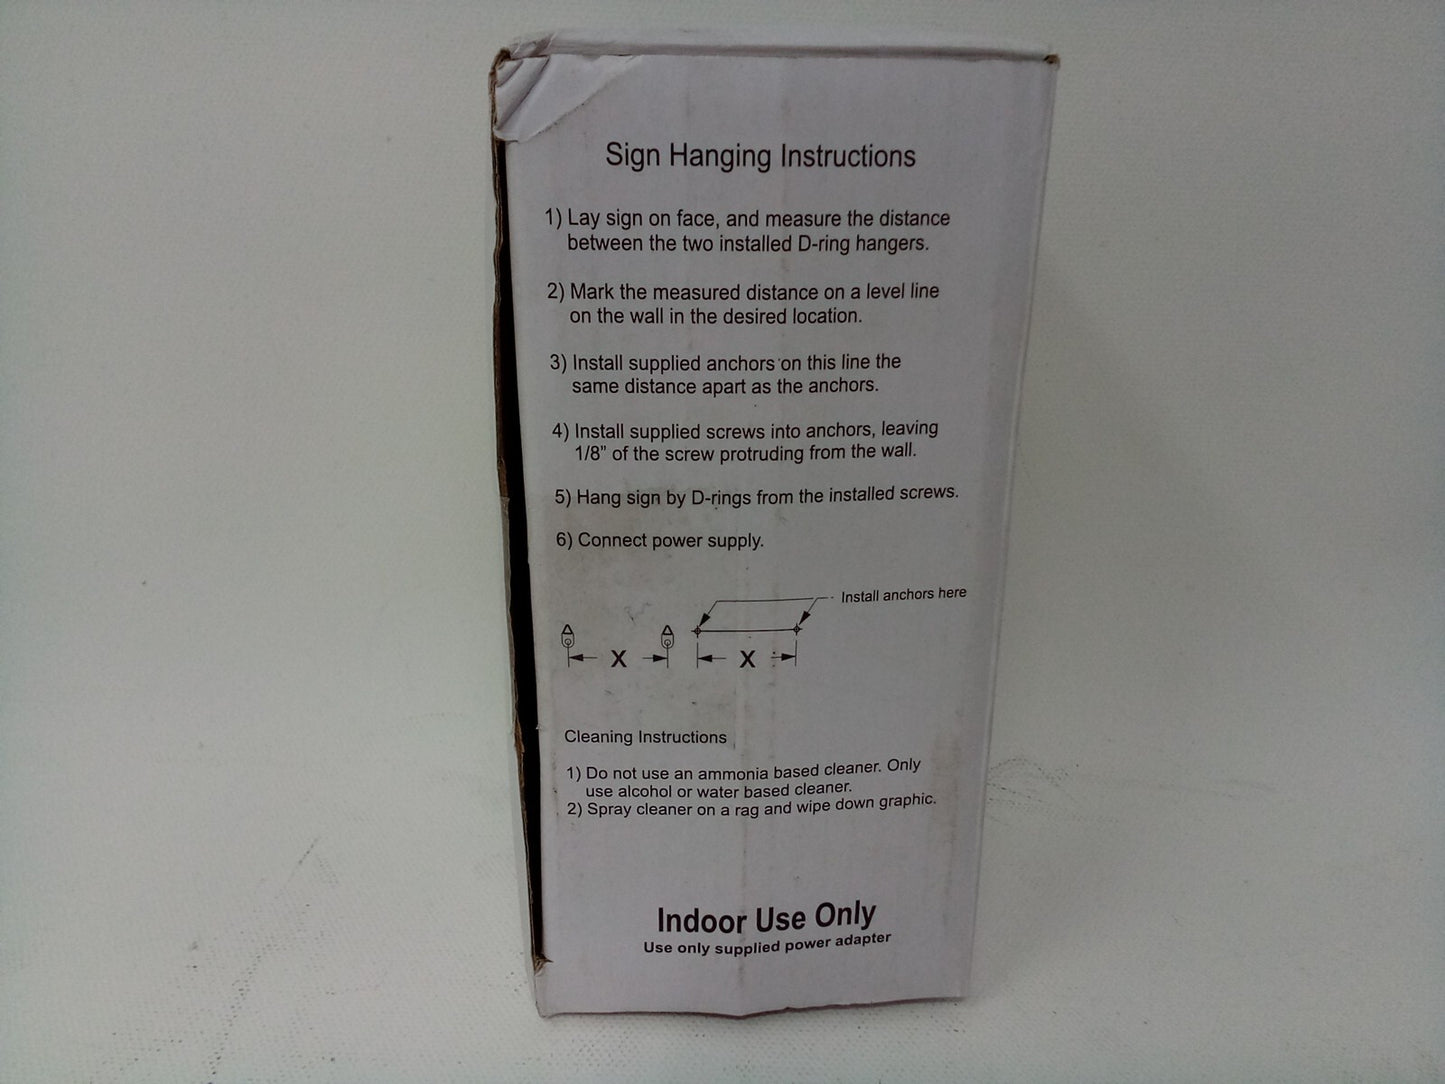 Sign Hanging Instructions
1) Lay sign on face, and measure the distance
between the two installed D-ring hangers.
2) Mark the measured distance on a level line
on the wall in the desired location.
3) Install supplied anchors on this line the
same distance apart as the anchors.
4) Install supplied screws into anchors, leaving
1/8” of the screw protruding from the wall.
5) Hang sign by D-rings from the installed screws.
6) Connect power supply.
Install anchors here
X X
Cleaning Instructions
1) Do not use an ammonia based cleaner. Only
use alcohol or water based cleaner.
2) Spray cleaner on a rag and wipe down graphic.
Indoor Use Only
Use only supplied power adapter